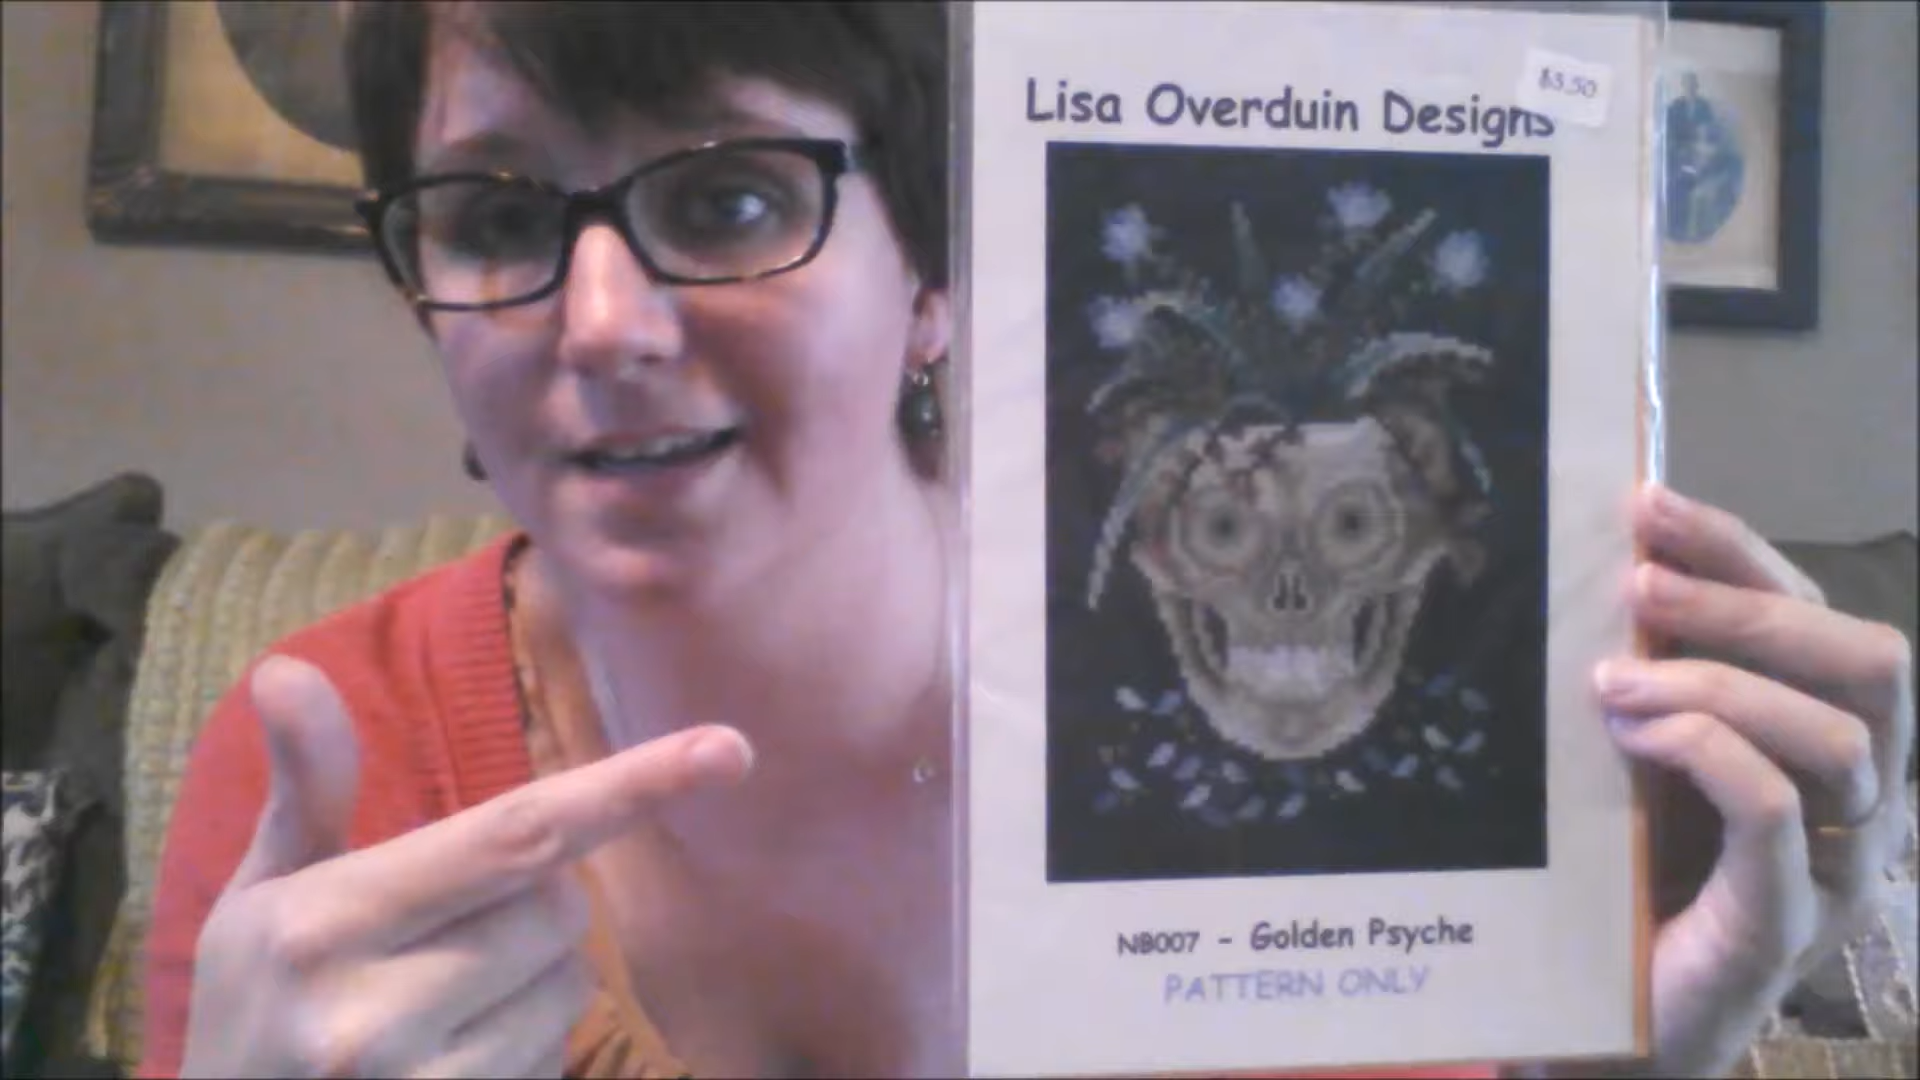 $3.50
Lisa Overduin Designs
NB007 - Golden Psyche
PATTERN ONLY